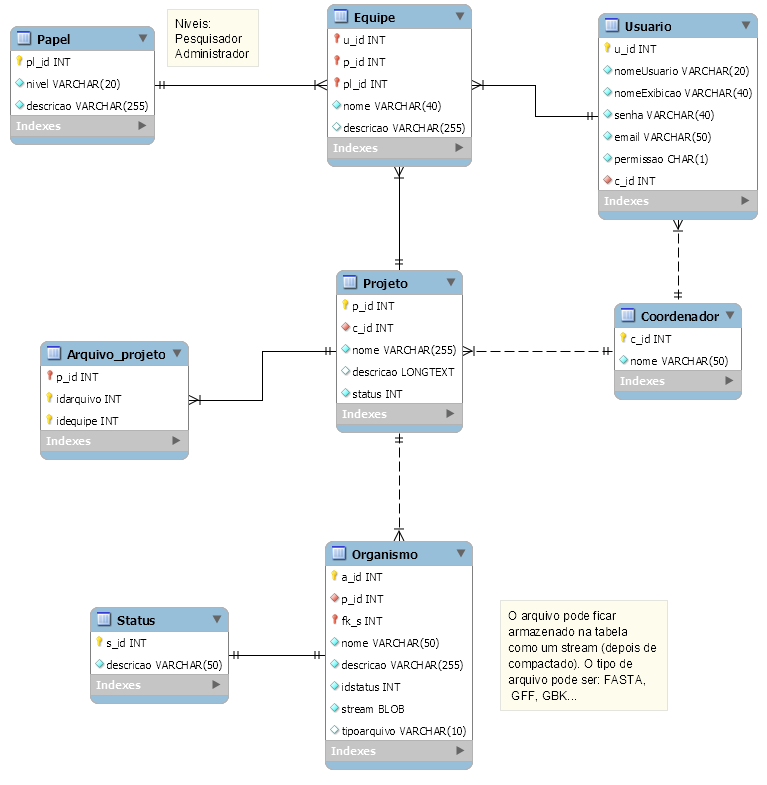 Papel
pl_id INT
nivel VARCHAR(20)
descricao VARCHAR(255)
Indexes
Niveis:
Pesquisador
Administrador
Equipe
u_id INT
p_id INT
pl_id INT
nome VARCHAR(40)
descricao VARCHAR(255)
Indexes
Usuario
u_id INT
nomeUsuario VARCHAR(20)
nomeExibicao VARCHAR(40)
senha VARCHAR(40)
email VARCHAR(50)
permissao CHAR(1)
c_id INT
Indexes
Projeto
p_id INT
c_id INT
nome VARCHAR(255)
descricao LONGTEXT
status INT
Indexes
Coordenador
c_id INT
nome VARCHAR(50)
Indexes
Arquivo_projeto
p_id INT
idarquivo INT
idequipe INT
Indexes
Organismo
a_id INT
p_id INT
fk_s INT
nome VARCHAR(50)
descricao VARCHAR(255)
idstatus INT
stream BLOB
tipoarquivo VARCHAR(10)
Indexes
Status
s_id INT
descricao VARCHAR(50)
Indexes
O arquivo pode ficar
armazenado na tabela
como um stream (depois de
compactado). O tipo de
arquivo pode ser: FASTA,
GFF, GBK...